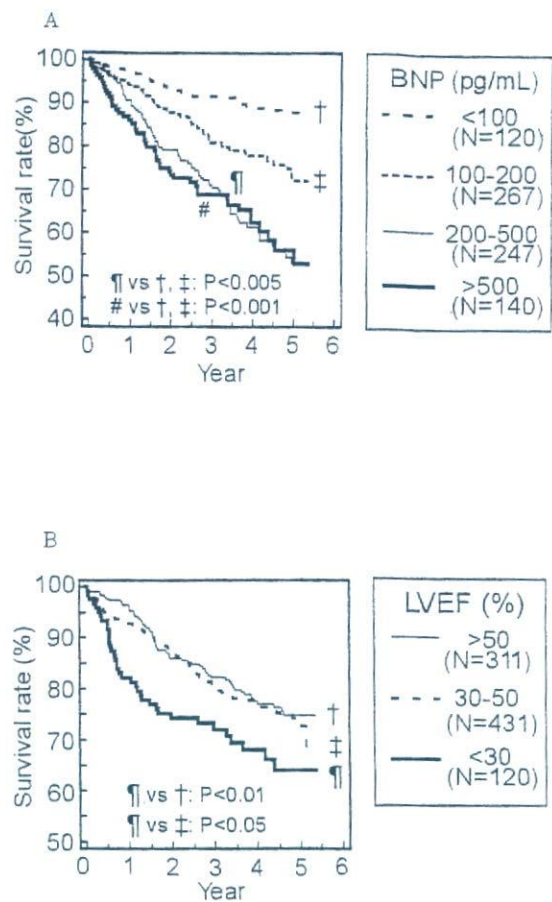 A
100
90
80
70
60
50
40
Survival rate(%)
†
‡
¶
#
¶ vs †, ‡: P<0.005
# vs †, ‡: P<0.001
0 1 2 3 4 5 6
Year
BNP (pg/mL)
<100
(N=120)
100-200
(N=267)
200-500
(N=247)
>500
(N=140)
B
100
90
80
70
60
50
Survival rate (%)
†
‡
¶
¶ vs †: P<0.01
¶ vs ‡: P<0.05
0 1 2 3 4 5 6
Year
LVEF (%)
>50
(N=311)
30-50
(N=431)
<30
(N=120)